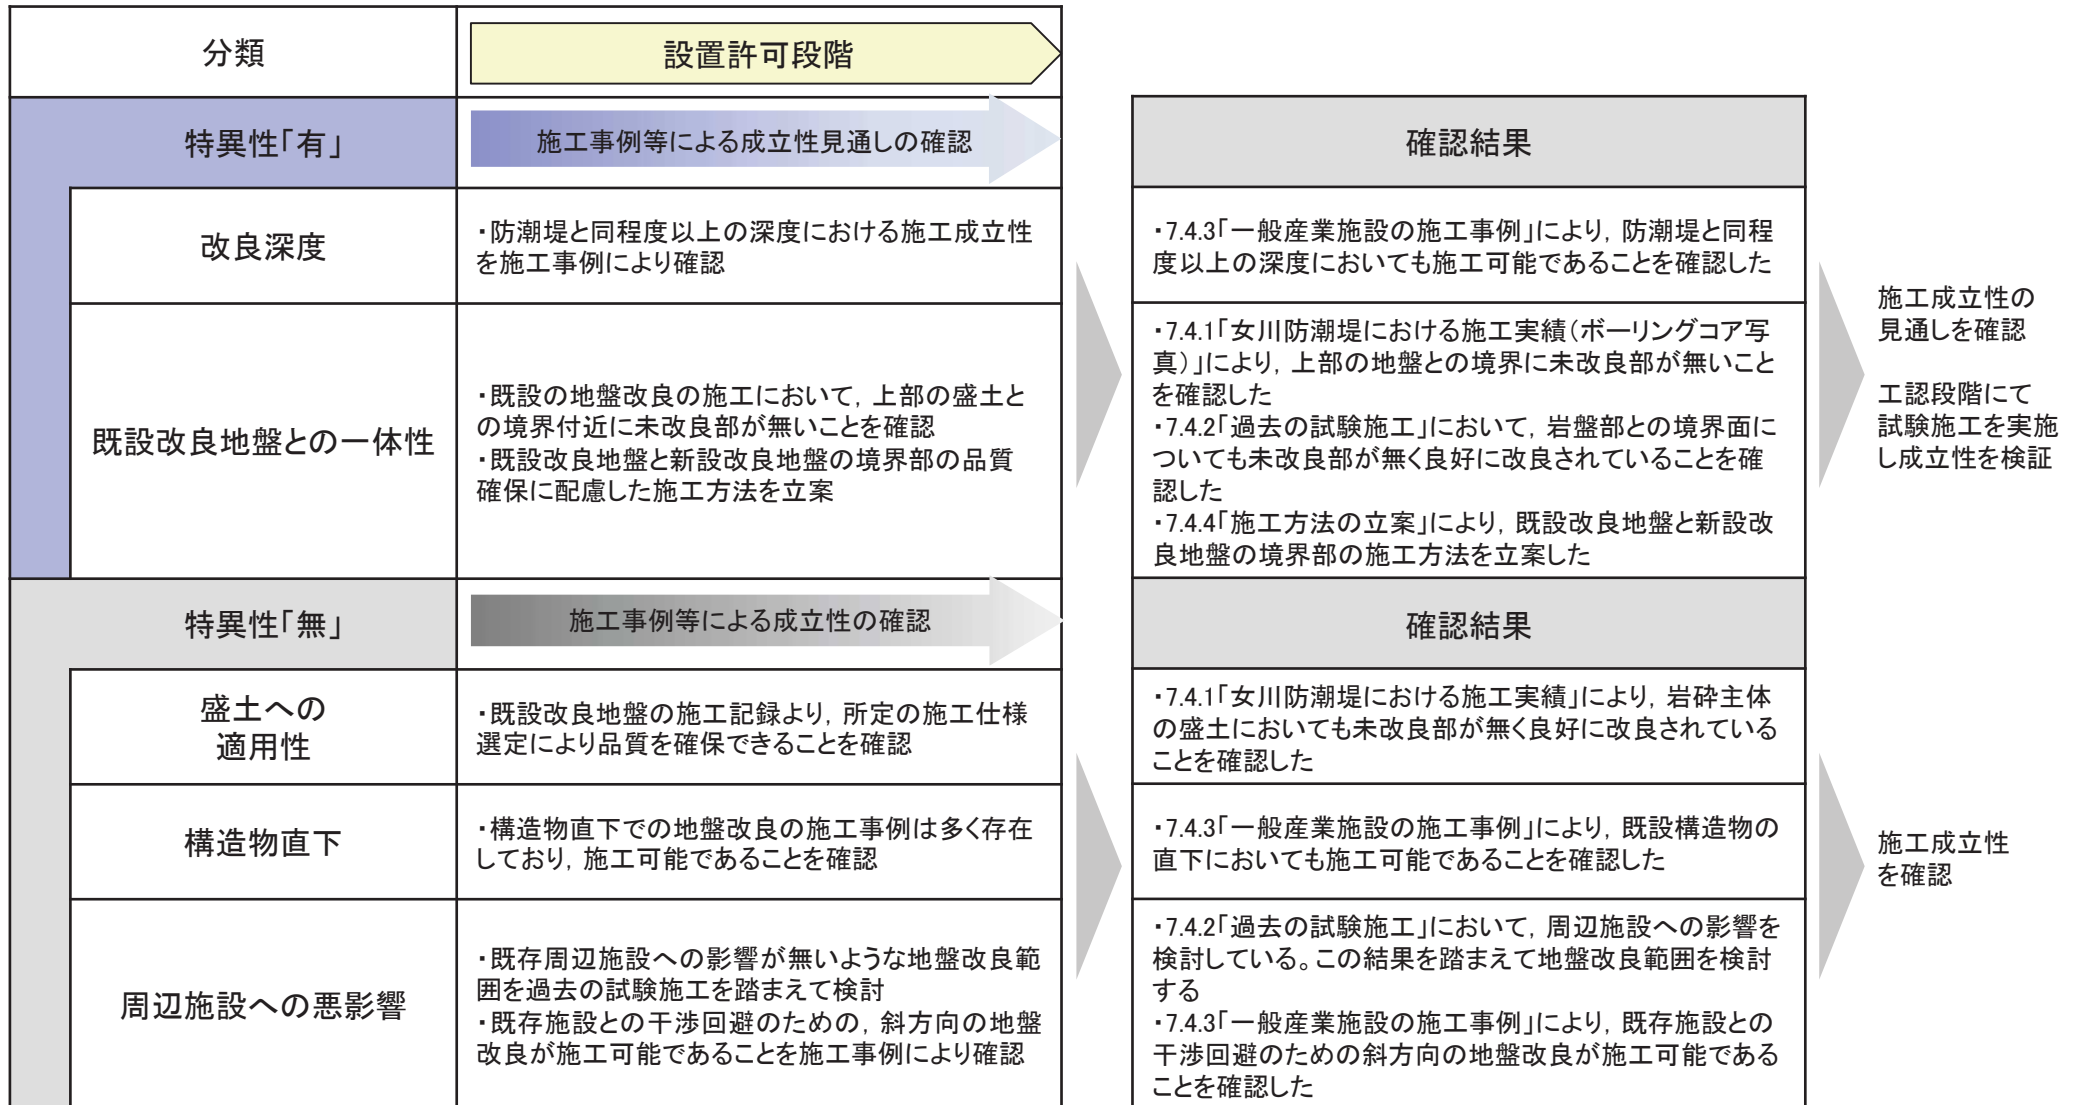 分類
設置許可段階
特異性「有」
施工事例等による成立性見通しの確認
確認結果
改良深度
・防潮堤と同程度以上の深度における施工成立性
を施工事例により確認
・7.4.3「一般産業施設の施工事例」により，防潮堤と同程
度以上の深度においても施工可能であることを確認した
既設改良地盤との一体性
・既設の地盤改良の施工において，上部の盛土と
の境界付近に未改良部が無いことを確認
・既設改良地盤と新設改良地盤の境界部の品質
確保に配慮した施工方法を立案
・7.4.1「女川防潮堤における施工実績（ボーリングコア写
真）」により，上部の地盤との境界に未改良部が無いこと
を確認した
・7.4.2「過去の試験施工」において，岩盤部との境界面に
ついても未改良部が無く良好に改良されていることを確
認した
・7.4.4「施工方法の立案」により，既設改良地盤と新設改
良地盤の境界部の施工方法を立案した
施工成立性の
見通しを確認
工認段階にて
試験施工を実施
し成立性を検証
特異性「無」
施工事例等による成立性の確認
確認結果
盛土への
適用性
・既設改良地盤の施工記録より，所定の施工仕様
選定により品質を確保できることを確認
・7.4.1「女川防潮堤における施工実績」により，岩砕主体
の盛土においても未改良部が無く良好に改良されている
ことを確認した
構造物直下
・構造物直下での地盤改良の施工事例は多く存在
しており，施工可能であることを確認
・7.4.3「一般産業施設の施工事例」により，既設構造物の
直下においても施工可能であることを確認した
周辺施設への悪影響
・既存周辺施設への影響が無いような地盤改良範
囲を過去の試験施工を踏まえて検討
・既存施設との干渉回避のための，斜方向の地盤
改良が施工可能であることを施工事例により確認
・7.4.2「過去の試験施工」において，周辺施設への影響を
検討している。この結果を踏まえて地盤改良範囲を検討
する
・7.4.3「一般産業施設の施工事例」により，既存施設との
干渉回避のための斜方向の地盤改良が施工可能である
ことを確認した
施工成立性
を確認